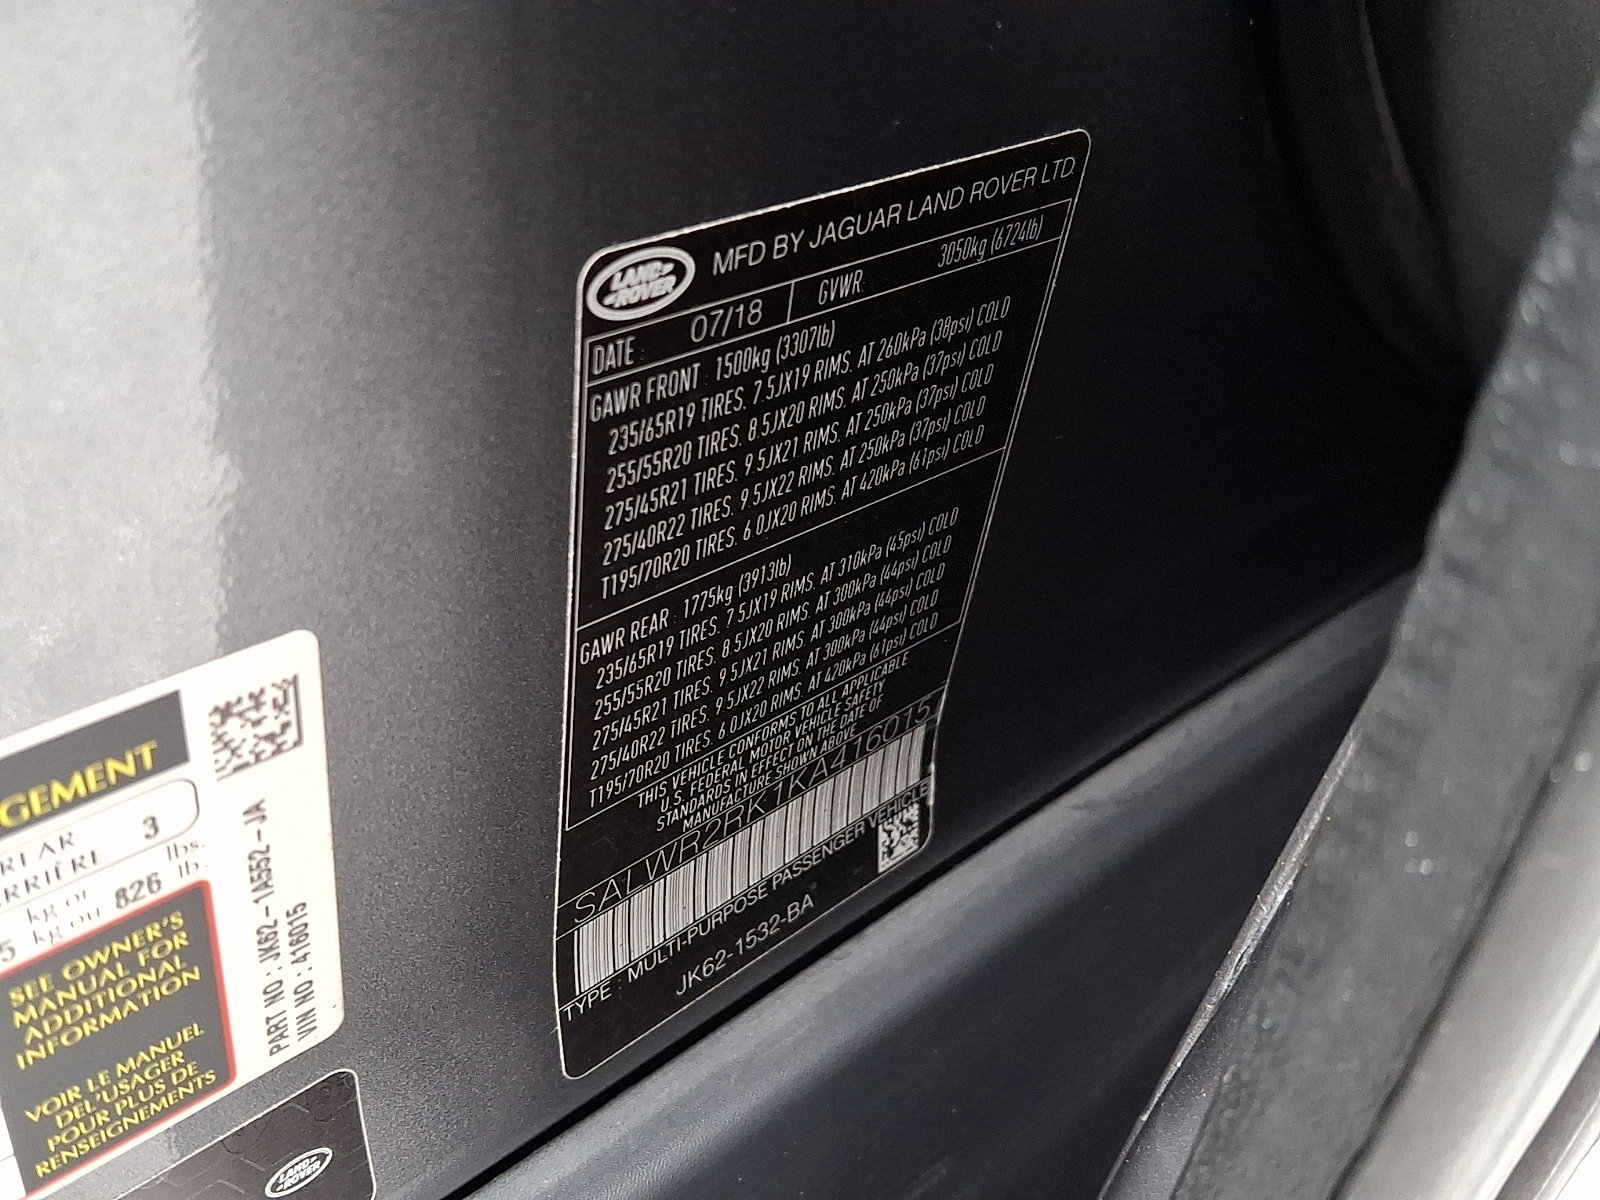 LAND ROVER
MFD BY JAGUAR LAND ROVER LTD.
DATE : 07/18 GVWR : 3050kg (6724lb)
GAWR FRONT : 1500kg (3307lb)
235/65R19 TIRES. 7.5JX19 RIMS. AT 260kPa (38psi) COLD
255/55R20 TIRES. 8.5JX20 RIMS. AT 250kPa (37psi) COLD
275/45R21 TIRES. 9.5JX21 RIMS. AT 250kPa (37psi) COLD
275/40R22 TIRES. 9.5JX22 RIMS. AT 250kPa (37psi) COLD
T195/70R20 TIRES. 6.0JX20 RIMS. AT 420kPa (61psi) COLD
GAWR REAR : 1775kg (3913lb)
235/65R19 TIRES. 7.5JX19 RIMS. AT 310kPa (45psi) COLD
255/55R20 TIRES. 8.5JX20 RIMS. AT 300kPa (44psi) COLD
275/45R21 TIRES. 9.5JX21 RIMS. AT 300kPa (44psi) COLD
275/40R22 TIRES. 9.5JX22 RIMS. AT 300kPa (44psi) COLD
T195/70R20 TIRES. 6.0JX20 RIMS. AT 420kPa (61psi) COLD
THIS VEHICLE CONFORMS TO ALL APPLICABLE
U.S. FEDERAL MOTOR VEHICLE SAFETY
STANDARDS IN EFFECT ON THE DATE OF
MANUFACTURE SHOWN ABOVE
SALWR2RK1KA416015
TYPE : MULTI-PURPOSE PASSENGER VEHICLE
JK62-1532-BA
GEMENT
REAR 3
RRIÈRE
kg or 826 lbs.
5 kg ou lb.
SEE OWNER'S
MANUAL FOR
ADDITIONAL
INFORMATION
VOIR LE MANUEL
DEL'USAGER
POUR PLUS DE
RENSEIGNEMENTS
PART NO : JK62-1A552-JA
VIN NO : 416015
LAND ROVER